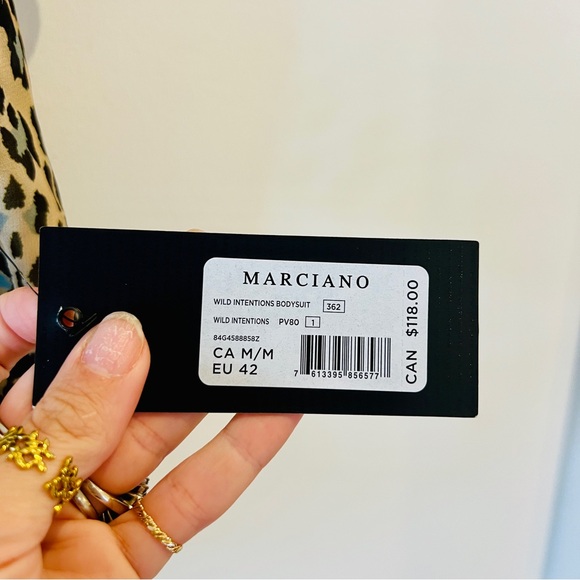 MARCIANO
WILD INTENTIONS BODYSUIT 362
WILD INTENTIONS PV80 1
84G4588858Z
CA M/M
EU 42
7 613395 856577
CAN $118.00